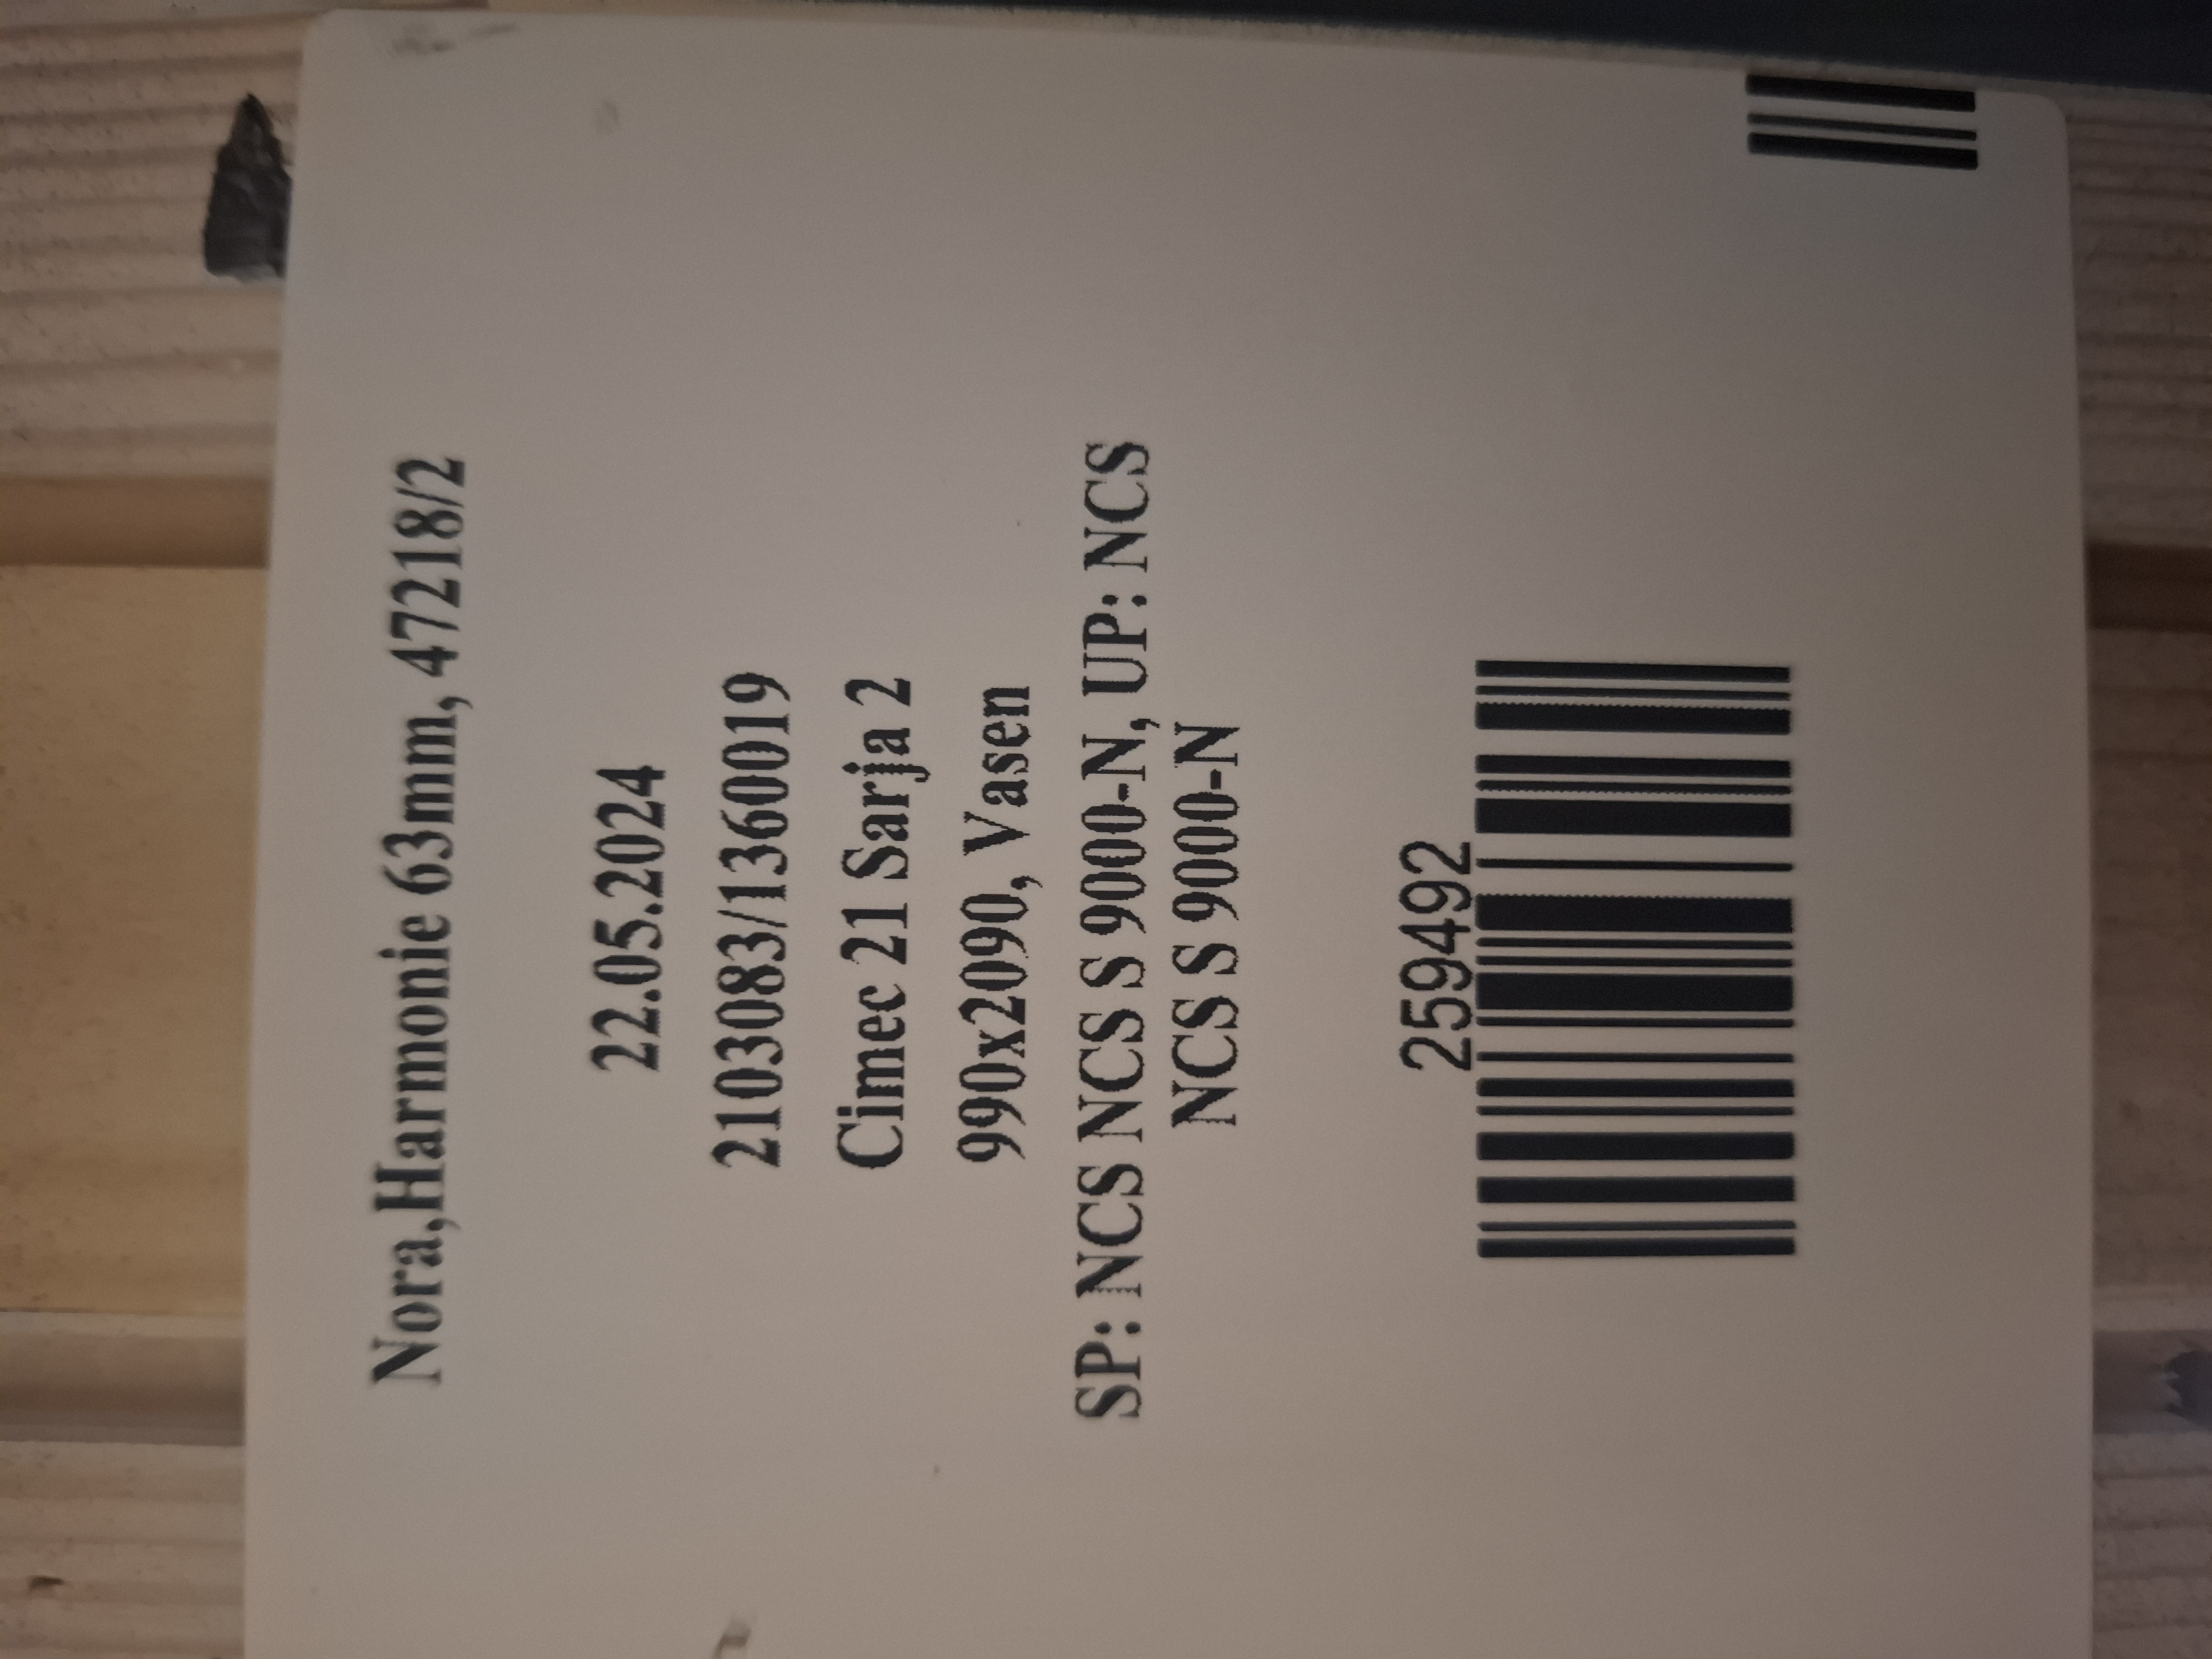 Nora,Harmonie 63mm, 47218/2
22.05.2024
2103083/1360019
Cimec 21 Sarja 2
990x2090, Vasen
SP: NCS NCS S 9000-N, UP: NCS
NCS S 9000-N
259492